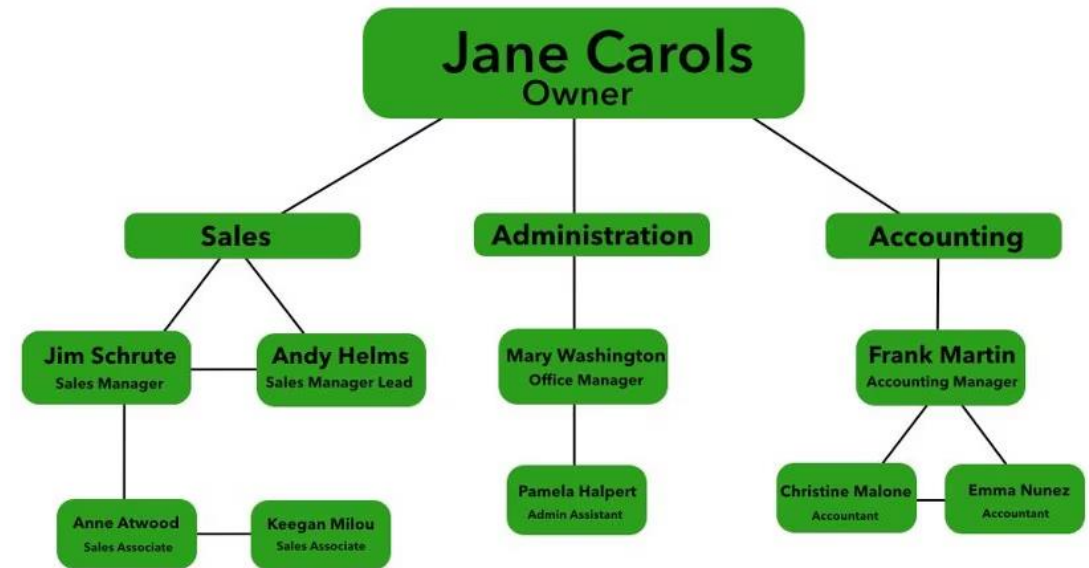 Jane Carols
Owner
Sales
Administration
Accounting
Jim Schrute
Sales Manager
Andy Helms
Sales Manager Lead
Mary Washington
Office Manager
Frank Martin
Accounting Manager
Anne Atwood
Sales Associate
Keegan Milou
Sales Associate
Pamela Halpert
Admin Assistant
Christine Malone
Accountant
Emma Nunez
Accountant